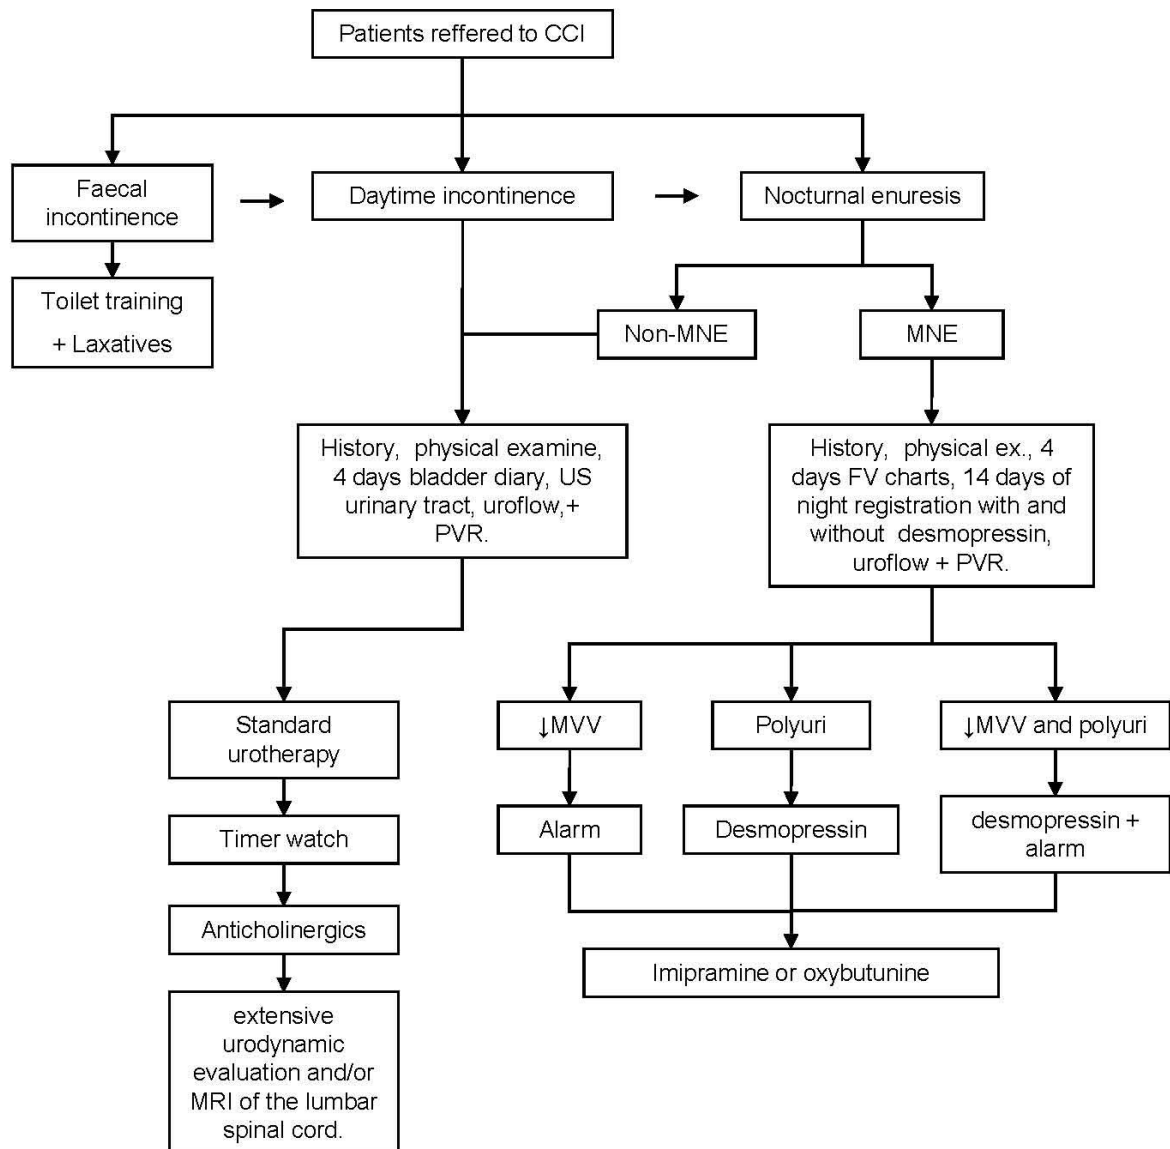 Patients reffered to CCI
Faecal
incontinence
Daytime incontinence
Nocturnal enuresis
Toilet training
+ Laxatives
Non-MNE
MNE
History, physical examine,
4 days bladder diary, US
urinary tract, uroflow,+
PVR.
History, physical ex., 4
days FV charts, 14 days of
night registration with and
without desmopressin,
uroflow + PVR.
Standard
urotherapy
↓MVV
Polyuri
↓MVV and polyuri
Timer watch
Alarm
Desmopressin
desmopressin +
alarm
Anticholinergics
Imipramine or oxybutunine
extensive
urodynamic
evaluation and/or
MRI of the lumbar
spinal cord.